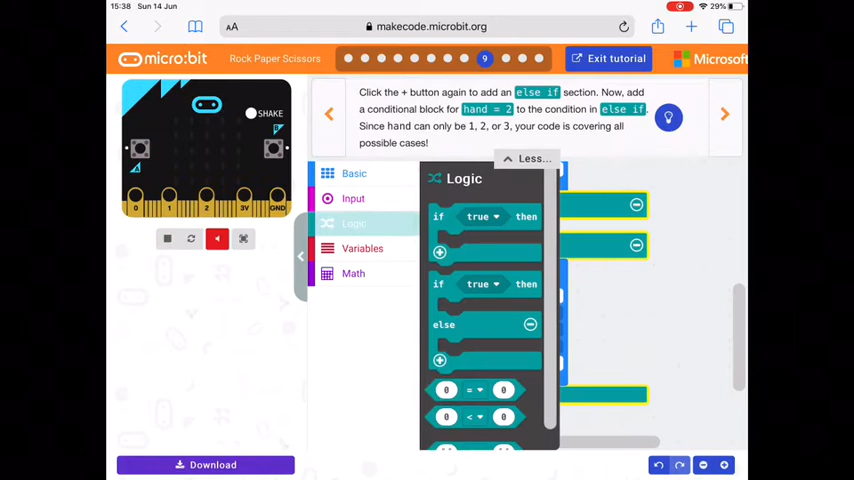 15:38 Sun 14 Jun
29%
AA
makecode.microbit.org
micro:bit
Rock Paper Scissors
9
Exit tutorial
Microsoft
Click the + button again to add an else if section. Now, add
a conditional block for hand = 2 to the condition in else if.
Since hand can only be 1, 2, or 3, your code is covering all
possible cases!
Less...
SHAKE
B
A
0 1 2 3V GND
Basic
Input
Logic
Variables
Math
Logic
if true then
if true then
else
0 = 0
0 < 0
Download